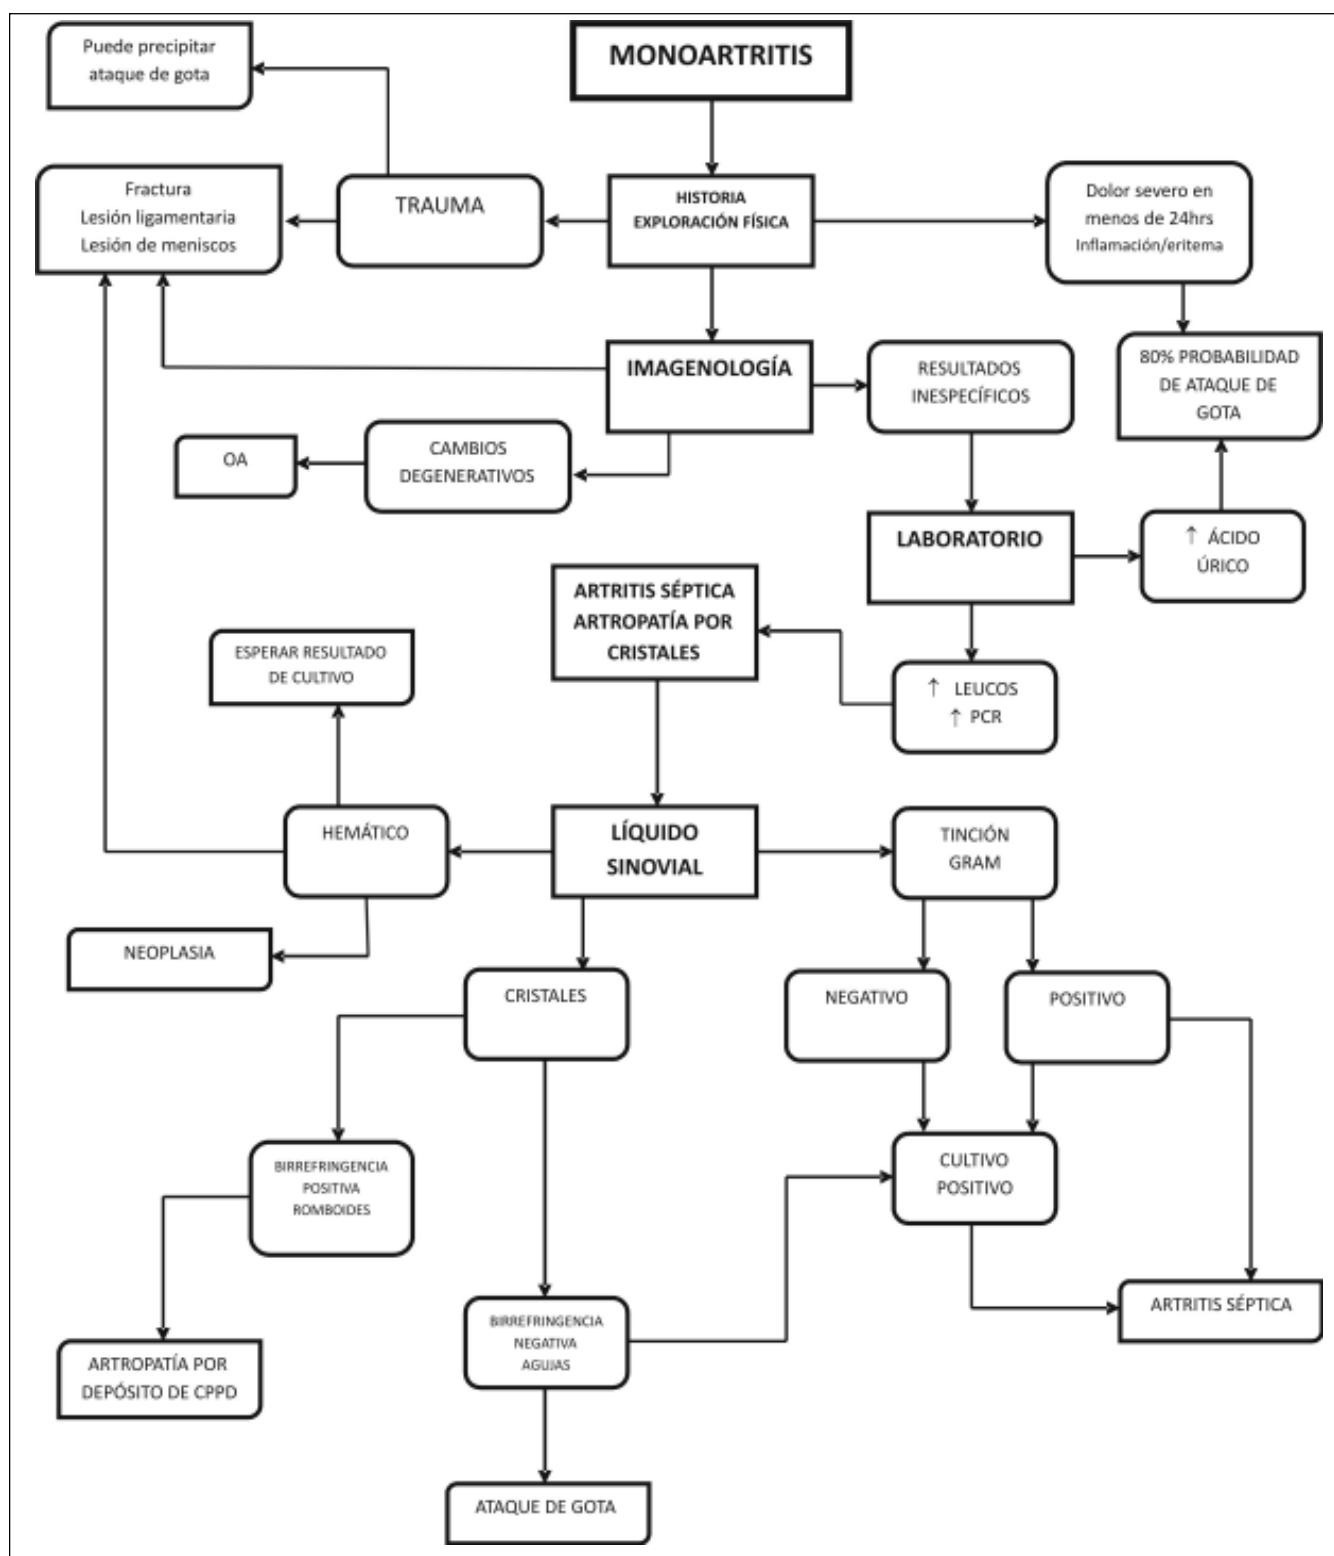 MONOARTRITIS
Puede precipitar
ataque de gota
Fractura
Lesión ligamentaria
Lesión de meniscos
TRAUMA
HISTORIA
EXPLORACIÓN FÍSICA
Dolor severo en
menos de 24hrs
Inflamación/eritema
IMAGENOLOGÍA
RESULTADOS
INESPECÍFICOS
80% PROBABILIDAD
DE ATAQUE DE
GOTA
OA
CAMBIOS
DEGENERATIVOS
LABORATORIO
↑ ÁCIDO
ÚRICO
ARTRITIS SÉPTICA
ARTROPATÍA POR
CRISTALES
ESPERAR RESULTADO
DE CULTIVO
↑ LEUCOS
↑ PCR
HEMÁTICO
LÍQUIDO
SINOVIAL
TINCIÓN
GRAM
NEOPLASIA
CRISTALES
NEGATIVO
POSITIVO
BIRREFRINGENCIA
POSITIVA
ROMBOIDES
CULTIVO
POSITIVO
BIRREFRINGENCIA
NEGATIVA
AGUJAS
ARTRITIS SÉPTICA
ARTROPATÍA POR
DEPÓSITO DE CPPD
ATAQUE DE GOTA